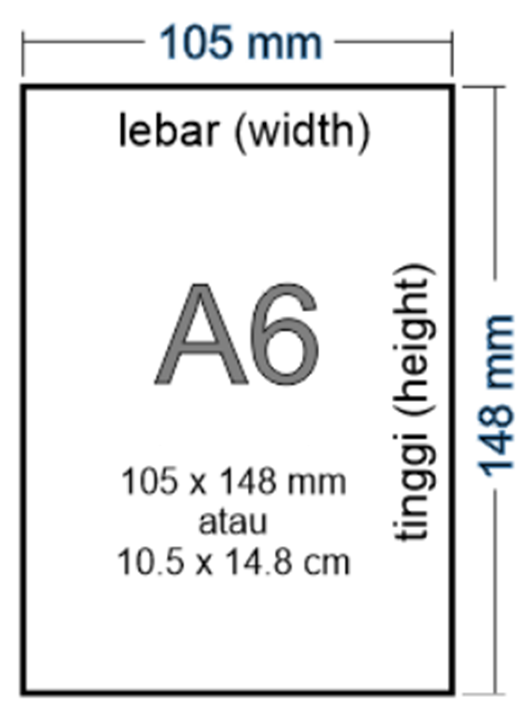 105 mm
lebar (width)
A6
tinggi (height)
148 mm
105 x 148 mm
atau
10.5 x 14.8 cm